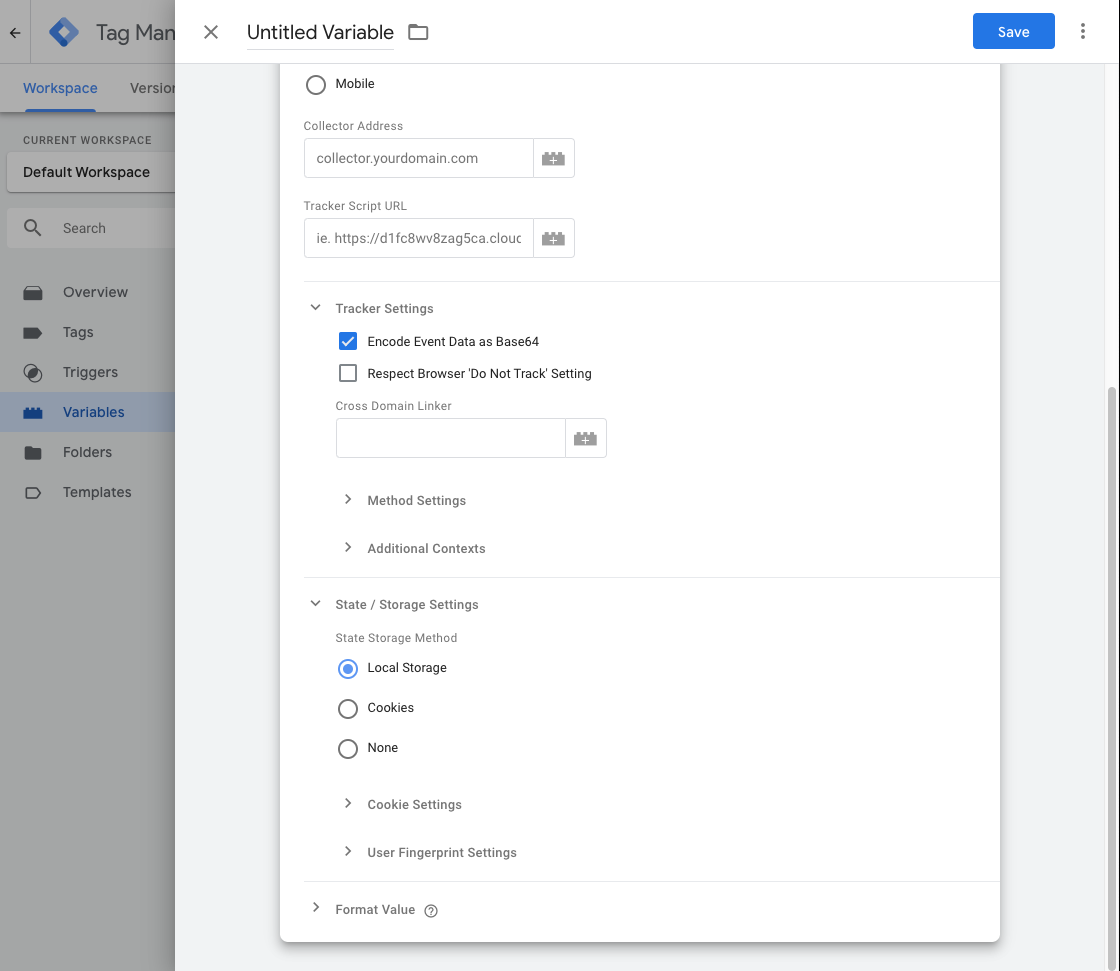 Tag Man
Untitled Variable
Save
Workspace
Version
CURRENT WORKSPACE
Default Workspace
Search
Overview
Tags
Triggers
Variables
Folders
Templates
Mobile
Collector Address
collector.yourdomain.com
Tracker Script URL
ie. https://d1fc8wv8zag5ca.clouc
Tracker Settings
Encode Event Data as Base64
Respect Browser 'Do Not Track' Setting
Cross Domain Linker
Method Settings
Additional Contexts
State / Storage Settings
State Storage Method
Local Storage
Cookies
None
Cookie Settings
User Fingerprint Settings
Format Value